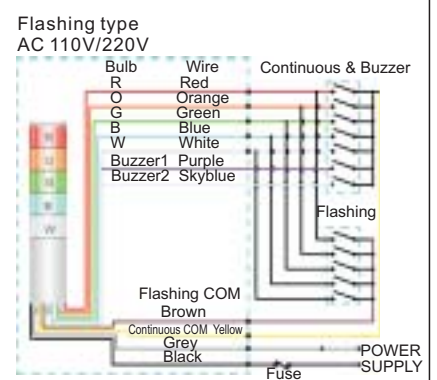 Flashing type
AC 110V/220V
Bulb Wire Continuous & Buzzer
R Red
O Orange
G Green
B Blue
W White
Buzzer1 Purple
Buzzer2 Skyblue
Flashing
W
Flashing COM
Brown
Continuous COM Yellow
Grey
Black
POWER
SUPPLY
Fuse